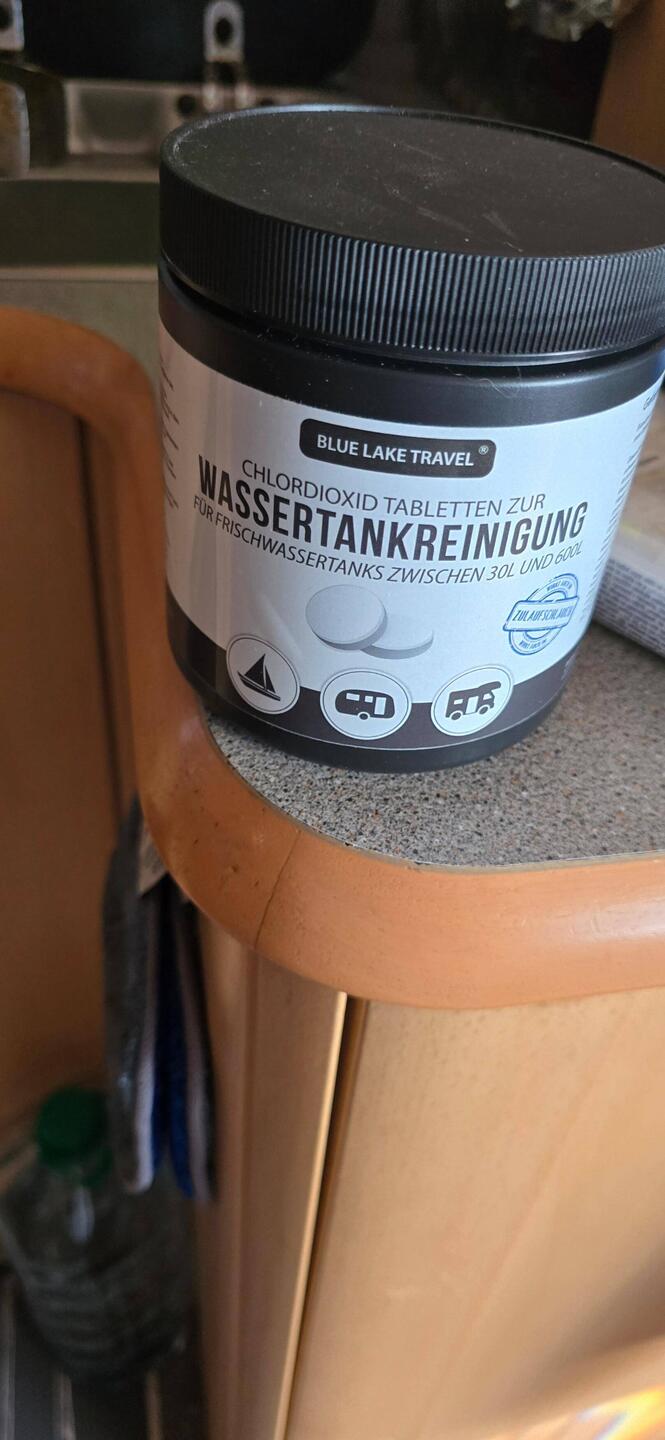 BLUE LAKE TRAVEL®
CHLORDIOXID TABLETTEN ZUR
WASSERTANKREINIGUNG
FÜR FRISCHWASSERTANKS ZWISCHEN 30L UND 600L
ZULAUFSCHLAUCH